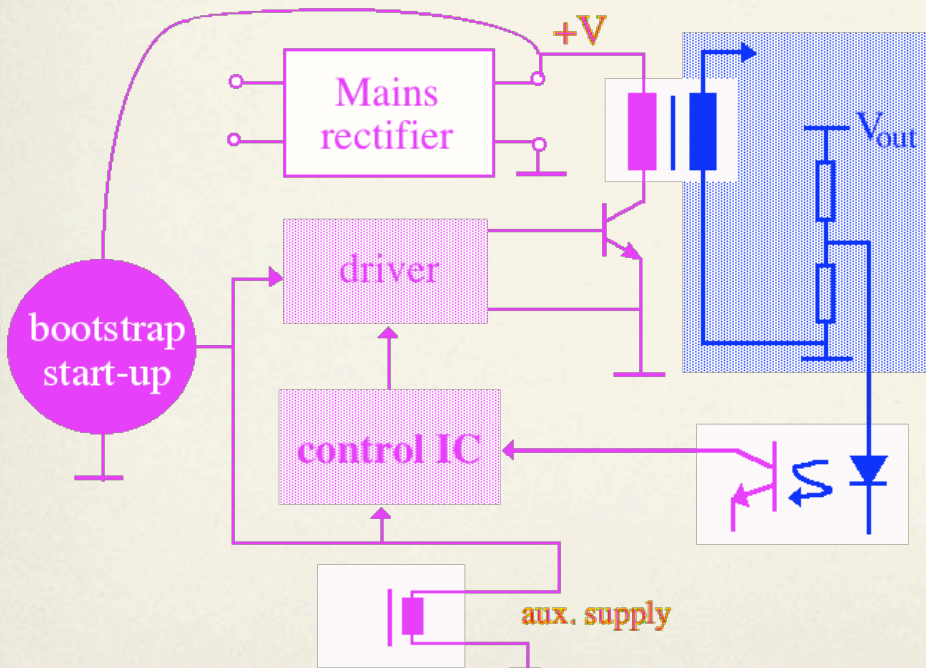 +V
Mains
rectifier
Vout
driver
bootstrap
start-up
control IC
aux. supply